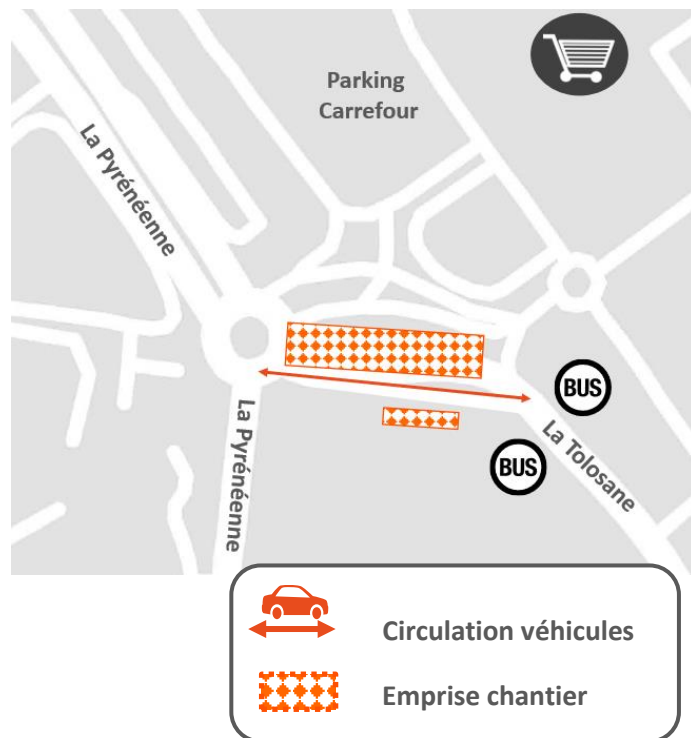 Parking
Carrefour
La Pyrénéenne
BUS
La Tolosane
BUS
La Pyrénéenne
Circulation véhicules
Emprise chantier